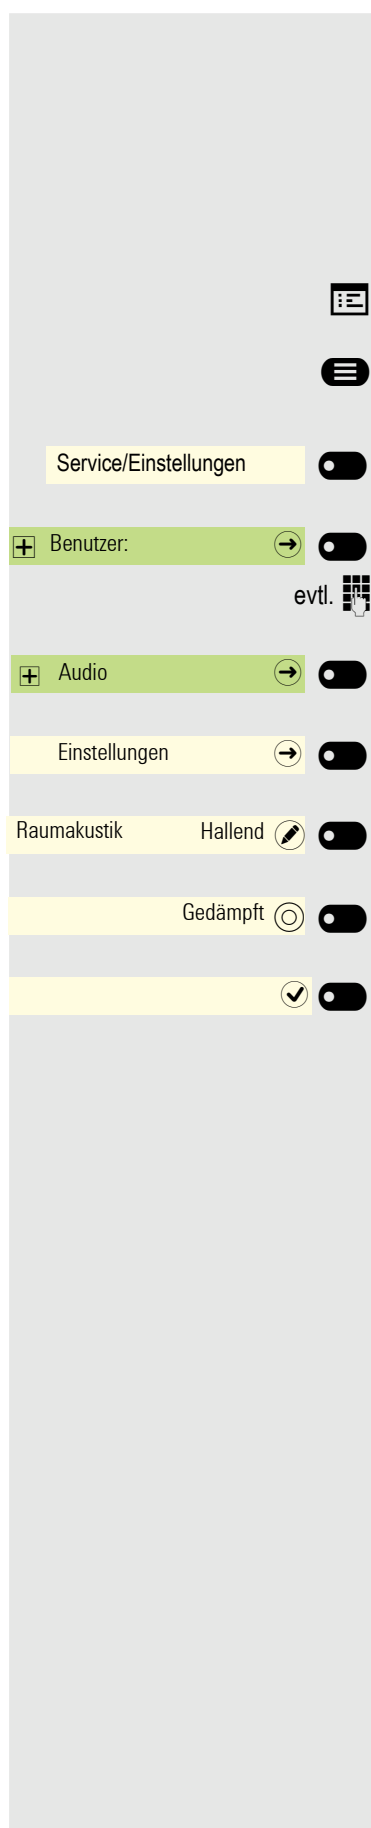 Service/Einstellungen
Benutzer:
evtl.
Audio
Einstellungen
Raumakustik Hallend
Gedämpft